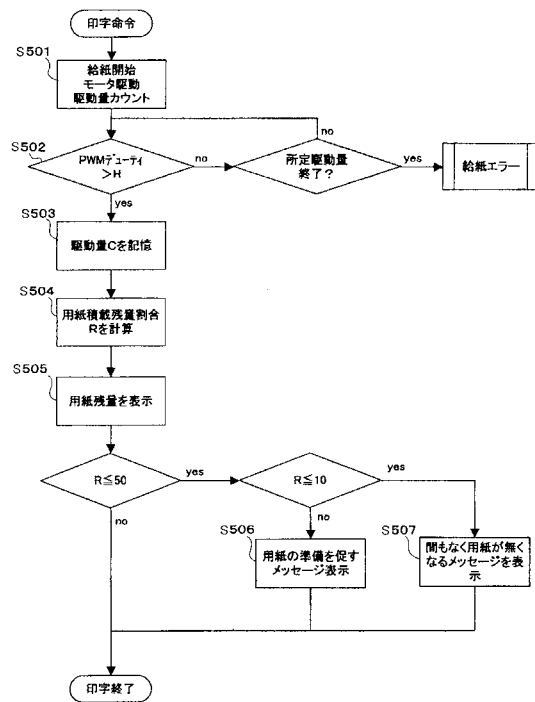 印字命令
S501
給紙開始
モータ駆動
駆動量カウント
no
S502
PWMデューティ
>H
no
所定駆動量
終了?
yes
給紙エラー
yes
S503
駆動量Cを記憶
S504
用紙積載残量割合
Rを計算
S505
用紙残量を表示
R≦50
yes
R≦10
yes
no
no
S506
用紙の準備を促す
メッセージ表示
S507
間もなく用紙が無く
なるメッセージを表
示
印字終了